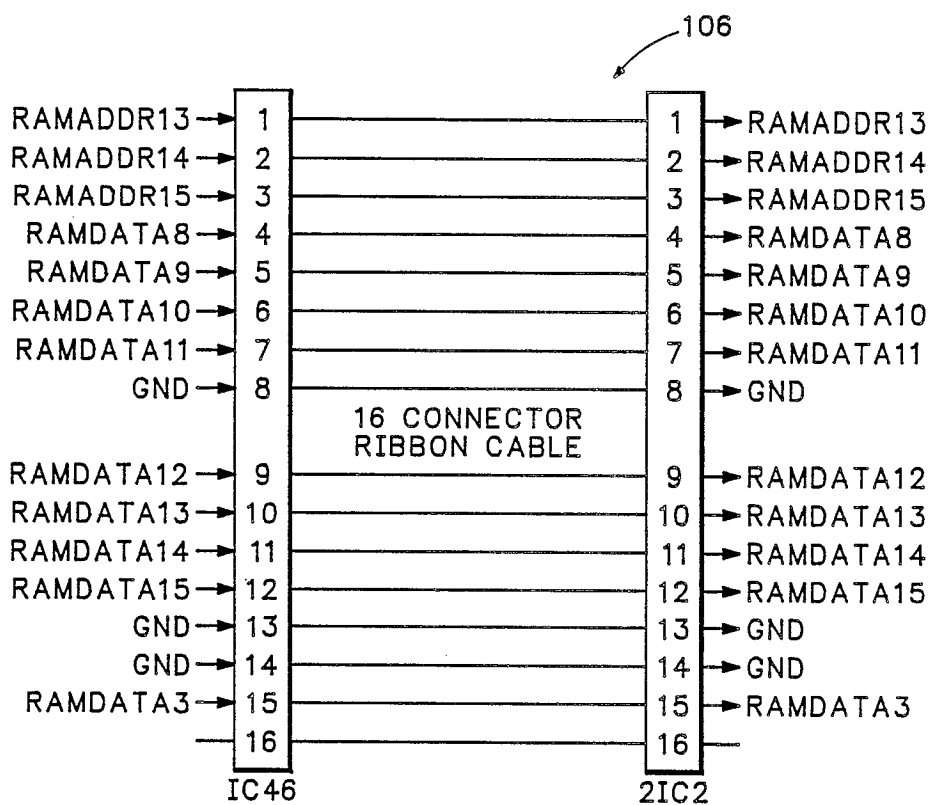 106
RAMADDR13 1 1 RAMADDR13
RAMADDR14 2 2 RAMADDR14
RAMADDR15 3 3 RAMADDR15
RAMDATA8 4 4 RAMDATA8
RAMDATA9 5 5 RAMDATA9
RAMDATA10 6 6 RAMDATA10
RAMDATA11 7 7 RAMDATA11
GND 8 8 GND
16 CONNECTOR
RIBBON CABLE
RAMDATA12 9 9 RAMDATA12
RAMDATA13 10 10 RAMDATA13
RAMDATA14 11 11 RAMDATA14
RAMDATA15 12 12 RAMDATA15
GND 13 13 GND
GND 14 14 GND
RAMDATA3 15 15 RAMDATA3
16 16
IC46 2IC2